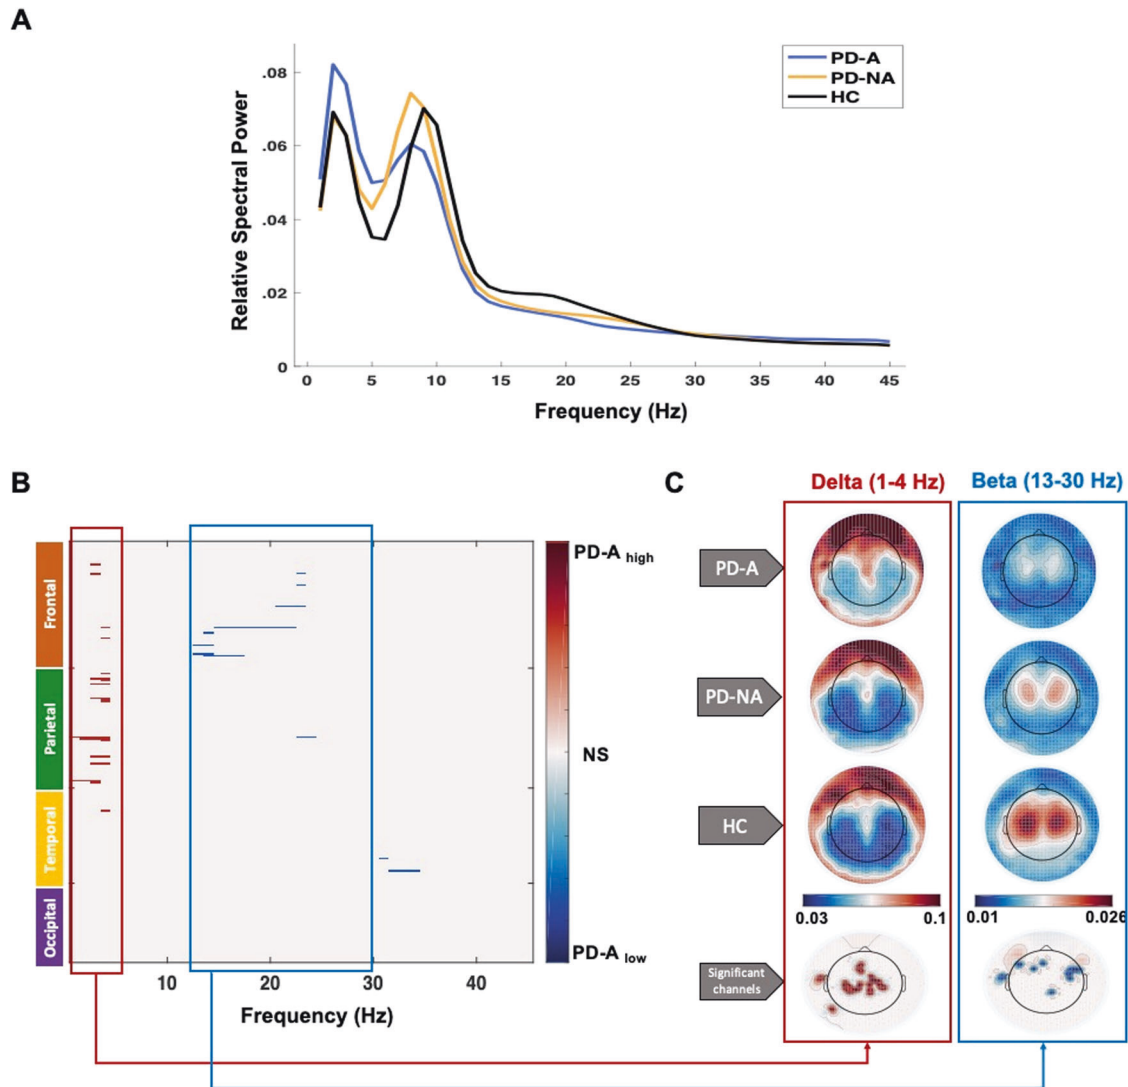 A
PD-A
PD-NA
HC
Relative Spectral Power
.08
.06
.04
.02
0
0 5 10 15 20 25 30 35 40 45
Frequency (Hz)
B
Frontal
Parietal
Temporal
Occipital
PD-A high
NS
PD-A low
10 20 30 40
Frequency (Hz)
C
Delta (1-4 Hz) Beta (13-30 Hz)
PD-A
PD-NA
HC
0.03 0.1 0.01 0.026
Significant
channels